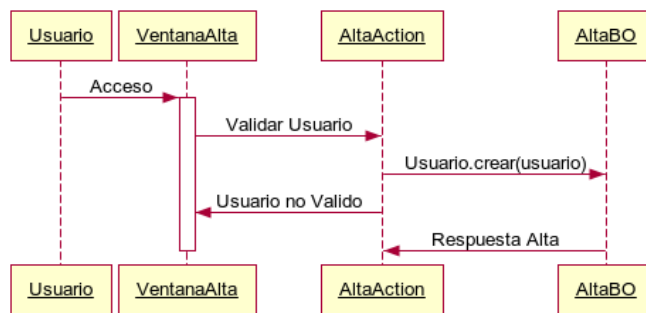 Usuario VentanaAlta AltaAction AltaBO
Acceso
Validar Usuario
Usuario.crear(usuario)
Usuario no Valido
Respuesta Alta
Usuario VentanaAlta AltaAction AltaBO